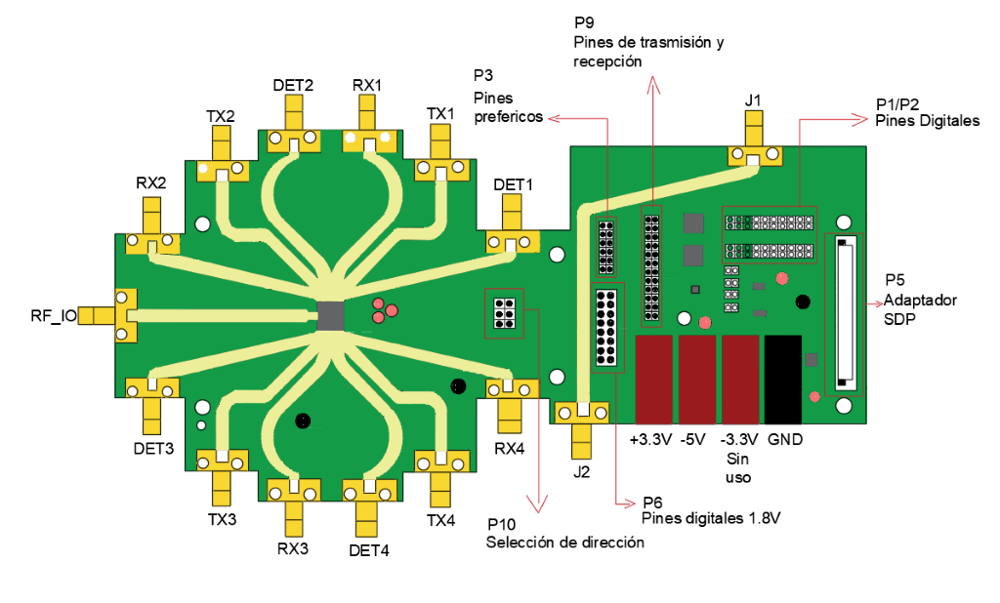 P9
Pines de trasmisión y
recepción
P3
Pines
prefericos
DET2
RX1
TX2
TX1
J1
P1/P2
Pines Digitales
RX2
DET1
P5
Adaptador
SDP
RF_IO
DET3
RX4
+3.3V
-5V
-3.3V
Sin
uso
GND
J2
TX3
TX4
RX3
DET4
P10
Selección de dirección
P6
Pines digitales 1.8V